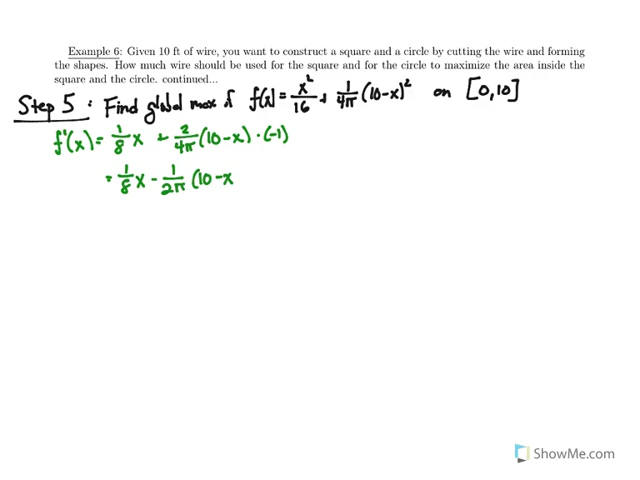 Example 6: Given 10 ft of wire, you want to construct a square and a circle by cutting the wire and forming
the shapes. How much wire should be used for the square and for the circle to maximize the area inside the
square and the circle. continued...
Step 5: Find global max of f(x) = x²/16 + 1/4π (10-x)² on [0,10]
f'(x) = 1/8 x + 2/4π (10-x) · (-1)
= 1/8 x - 1/2π (10-x
ShowMe.com